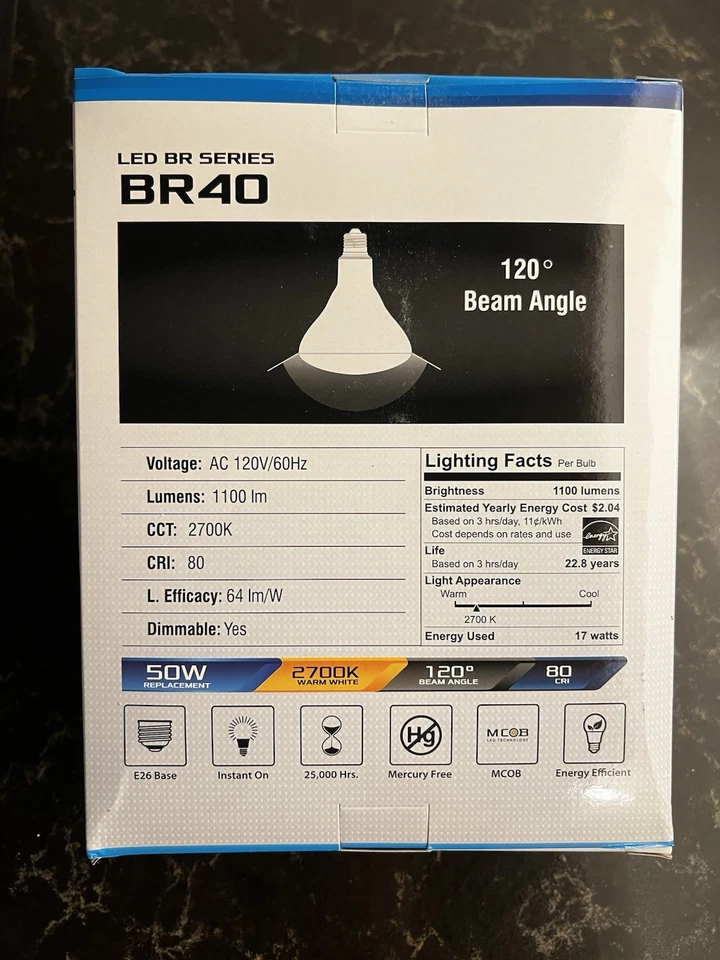 LED BR SERIES
BR40
120°
Beam Angle
Voltage: AC 120V/60Hz
Lumens: 1100 lm
CCT: 2700K
CRI: 80
L. Efficacy: 64 lm/W
Dimmable: Yes
Lighting Facts Per Bulb
Brightness 1100 lumens
Estimated Yearly Energy Cost $2.04
Based on 3 hrs/day, 11¢/kWh
Cost depends on rates and use
energy
ENERGY STAR
Life
Based on 3 hrs/day 22.8 years
Light Appearance
Warm Cool
2700 K
Energy Used 17 watts
50W 2700K 120° 80
REPLACEMENT WARM WHITE BEAM ANGLE CRI
Hg
MCOB
LED TECHNOLOGY
E26 Base Instant On 25,000 Hrs. Mercury Free MCOB Energy Efficient